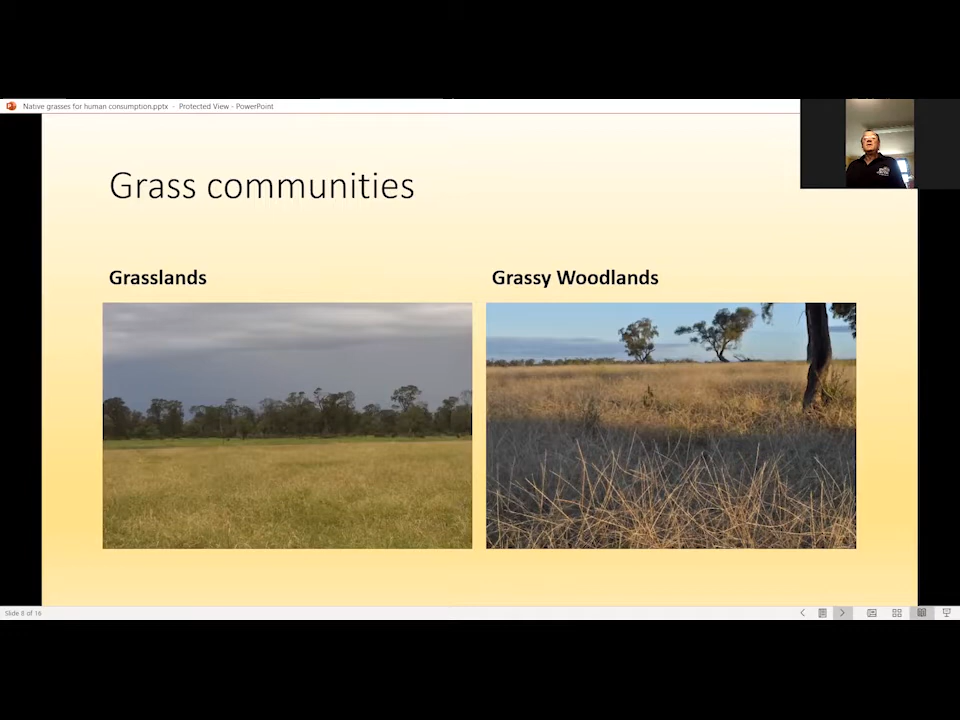 Native grasses for human consumption.pptx - Protected View - PowerPoint
Grass communities
Grasslands
Grassy Woodlands
Slide 8 of 16